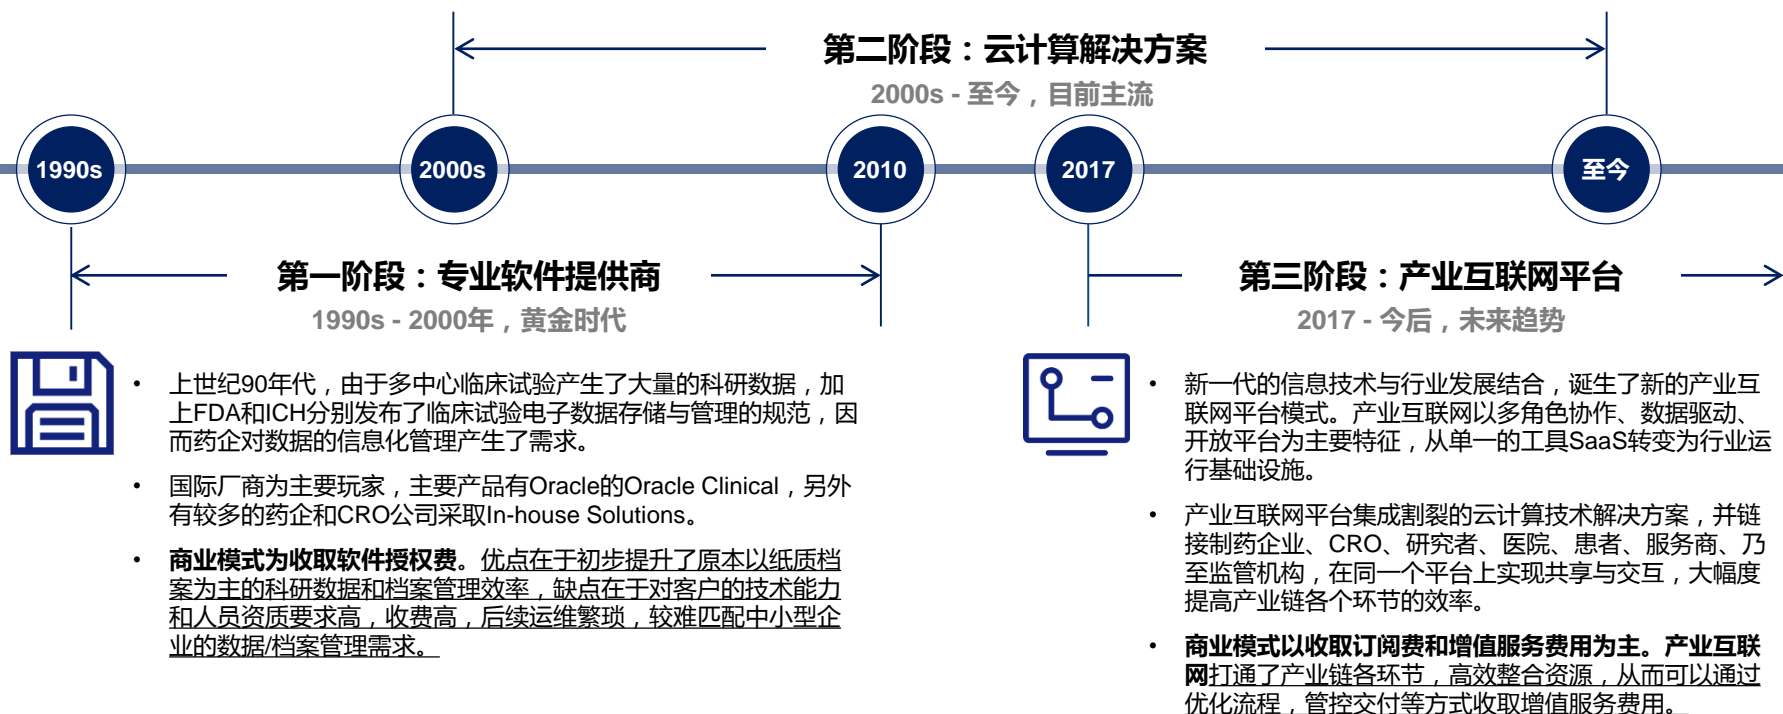 第二阶段：云计算解决方案
2000s - 至今，目前主流
1990s
2000s
2010
2017
至今
第一阶段：专业软件提供商
1990s - 2000年，黄金时代
• 上世纪90年代，由于多中心临床试验产生了大量的科研数据，加
上FDA和ICH分别发布了临床试验电子数据存储与管理的规范，因
而药企对数据的信息化管理产生了需求。
• 国际厂商为主要玩家，主要产品有Oracle的Oracle Clinical，另外
有较多的药企和CRO公司采取In-house Solutions。
• 商业模式为收取软件授权费。优点在于初步提升了原本以纸质档
案为主的科研数据和档案管理效率，缺点在于对客户的技术能力
和人员资质要求高，收费高，后续运维繁琐，较难匹配中小型企
业的数据/档案管理需求。
第三阶段：产业互联网平台
2017 - 今后，未来趋势
• 新一代的信息技术与行业发展结合，诞生了新的产业互
联网平台模式。产业互联网以多角色协作、数据驱动、
开放平台为主要特征，从单一的工具SaaS转变为行业运
行基础设施。
• 产业互联网平台集成割裂的云计算技术解决方案，并链
接制药企业、CRO、研究者、医院、患者、服务商、乃
至监管机构，在同一个平台上实现共享与交互，大幅度
提高产业链各个环节的效率。
• 商业模式以收取订阅费和增值服务费用为主。产业互联
网打通了产业链各环节，高效整合资源，从而可以通过
优化流程，管控交付等方式收取增值服务费用。